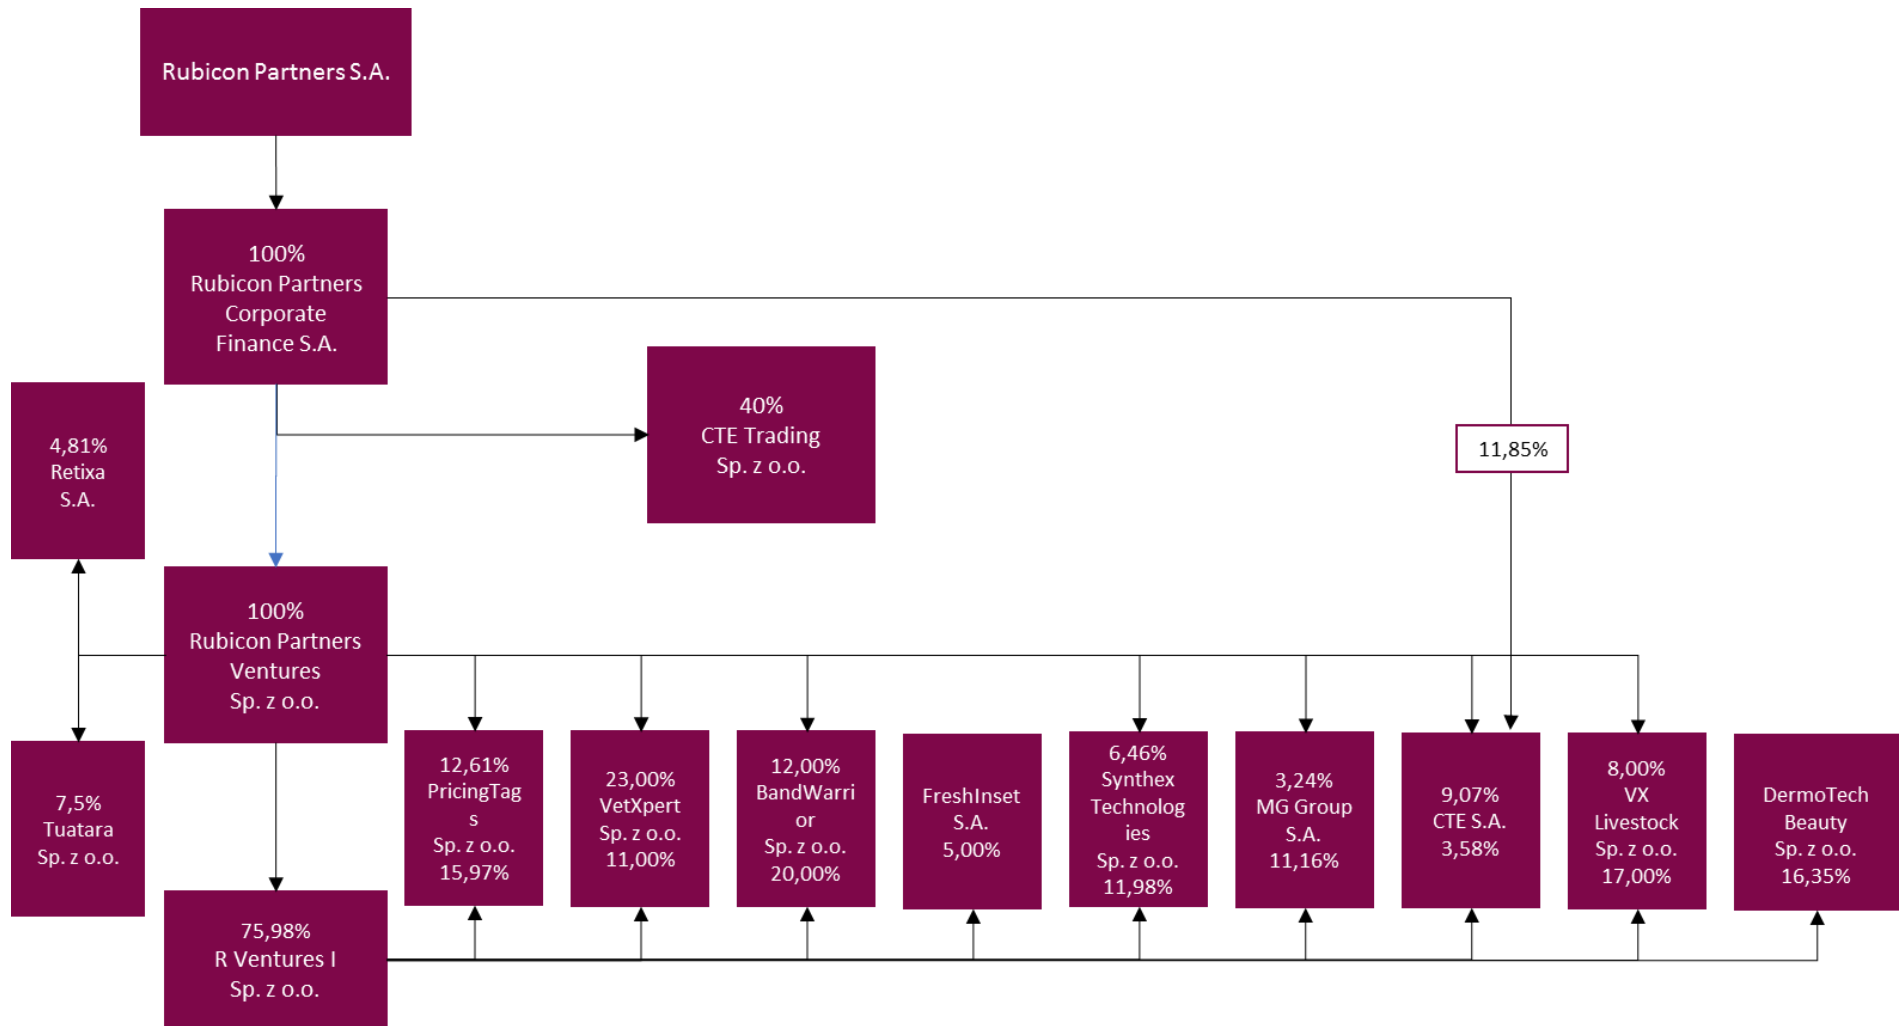 Rubicon Partners S.A.
100%
Rubicon Partners
Corporate
Finance S.A.
40%
CTE Trading
Sp. z o.o.
11,85%
4,81%
Retixa
S.A.
100%
Rubicon Partners
Ventures
Sp. z o.o.
7,5%
Tuatara
Sp. z o.o.
12,61%
PricingTag
s
Sp. z o.o.
15,97%
23,00%
VetXpert
Sp. z o.o.
11,00%
12,00%
BandWarri
or
Sp. z o.o.
20,00%
FreshInset
S.A.
5,00%
6,46%
Synthex
Technolog
ies
Sp. z o.o.
11,98%
3,24%
MG Group
S.A.
11,16%
9,07%
CTE S.A.
3,58%
8,00%
VX
Livestock
Sp. z o.o.
17,00%
DermoTech
Beauty
Sp. z o.o.
16,35%
75,98%
R Ventures I
Sp. z o.o.